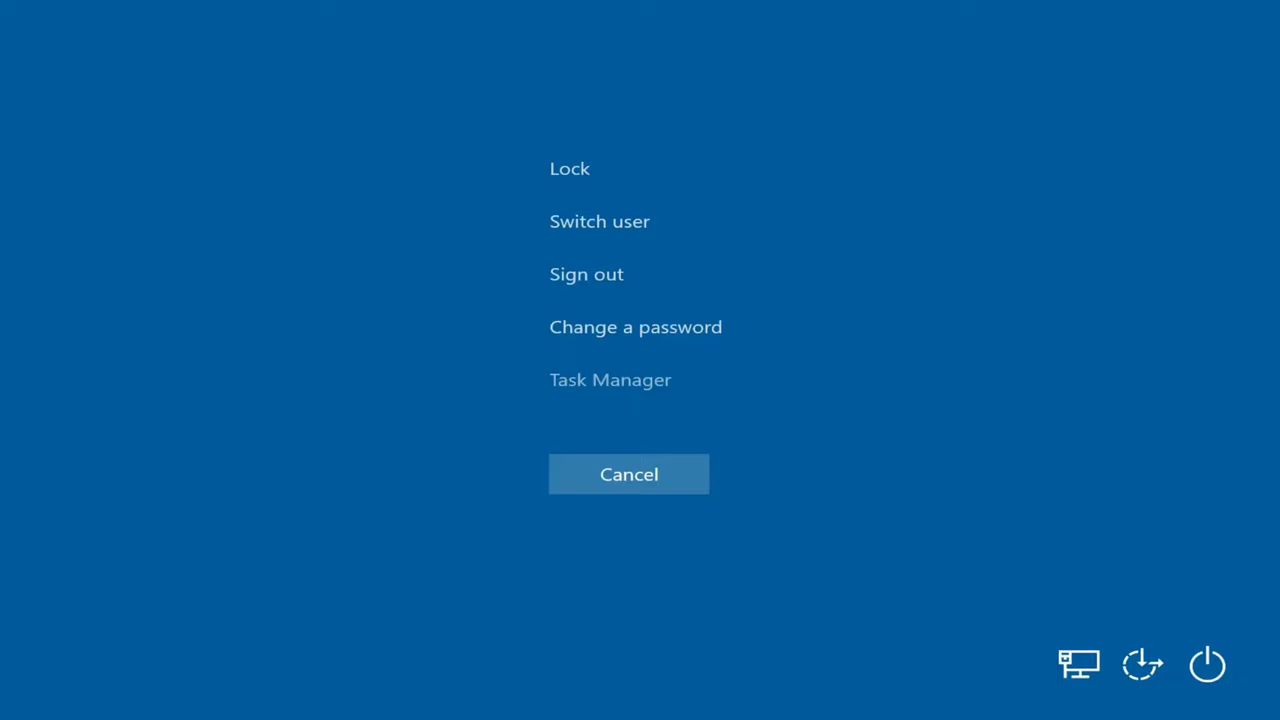 Lock
Switch user
Sign out
Change a password
Task Manager
Cancel